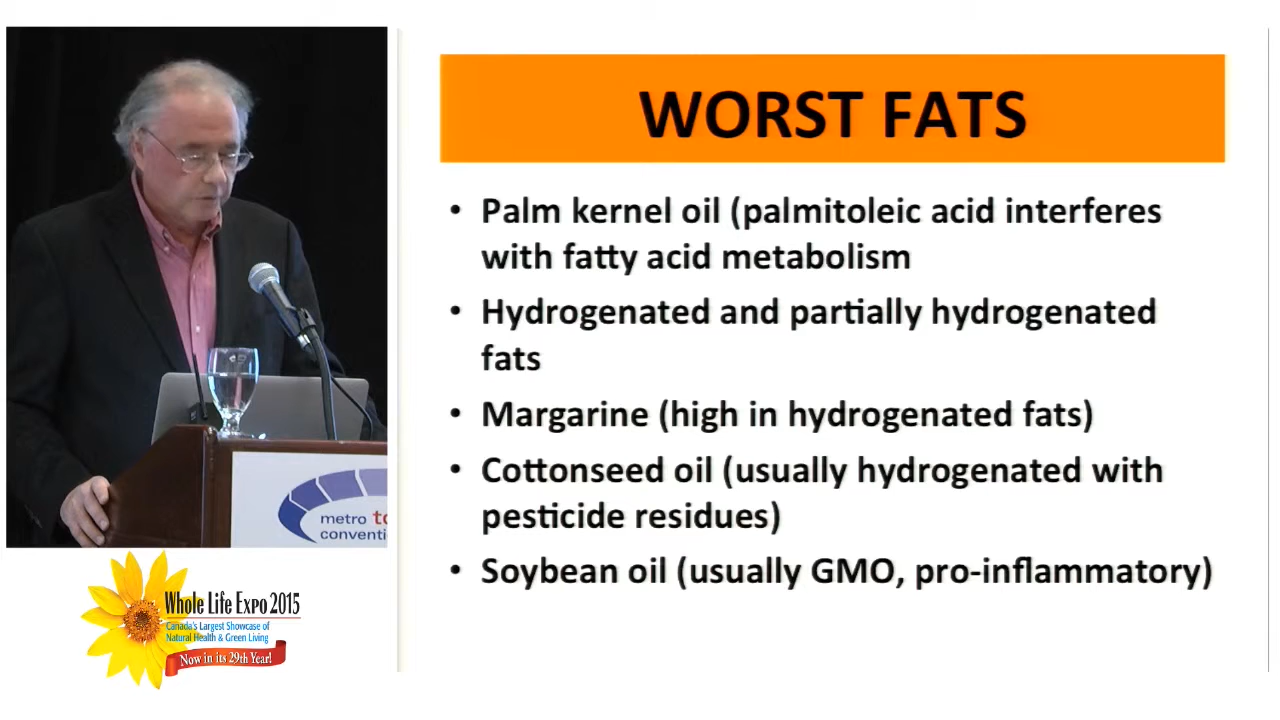 WORST FATS
• Palm kernel oil (palmitoleic acid interferes
with fatty acid metabolism
• Hydrogenated and partially hydrogenated
fats
• Margarine (high in hydrogenated fats)
• Cottonseed oil (usually hydrogenated with
pesticide residues)
• Soybean oil (usually GMO, pro-inflammatory)
metro to
conventi
Whole Life Expo 2015
Canada's Largest Showcase of
Natural Health & Green Living
Now in its 29th Year!